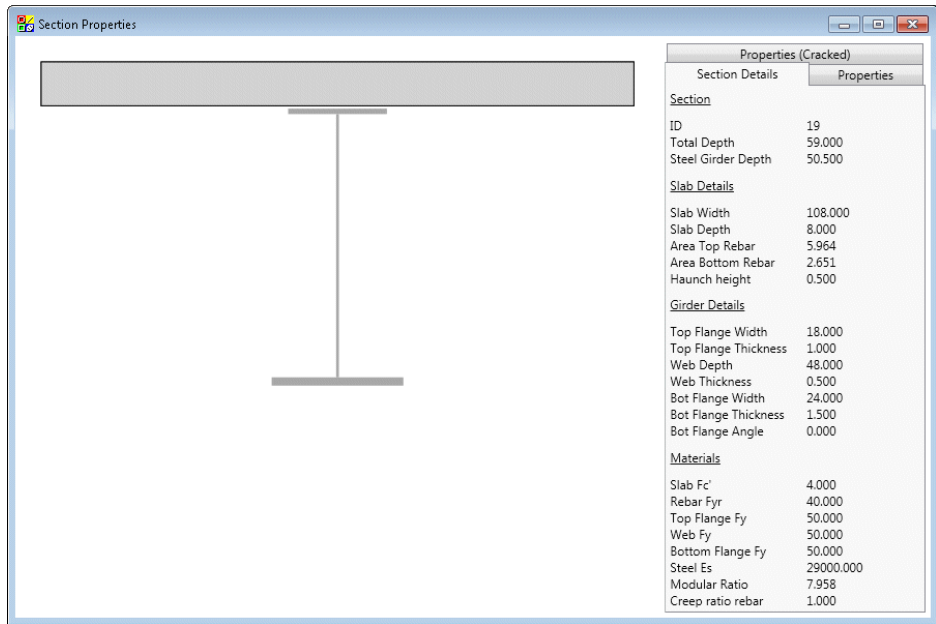 Section Properties
Properties (Cracked)
Section Details Properties
Section
ID 19
Total Depth 59.000
Steel Girder Depth 50.500
Slab Details
Slab Width 108.000
Slab Depth 8.000
Area Top Rebar 5.964
Area Bottom Rebar 2.651
Haunch height 0.500
Girder Details
Top Flange Width 18.000
Top Flange Thickness 1.000
Web Depth 48.000
Web Thickness 0.500
Bot Flange Width 24.000
Bot Flange Thickness 1.500
Bot Flange Angle 0.000
Materials
Slab Fc' 4.000
Rebar Fyr 40.000
Top Flange Fy 50.000
Web Fy 50.000
Bottom Flange Fy 50.000
Steel Es 29000.000
Modular Ratio 7.958
Creep ratio rebar 1.000